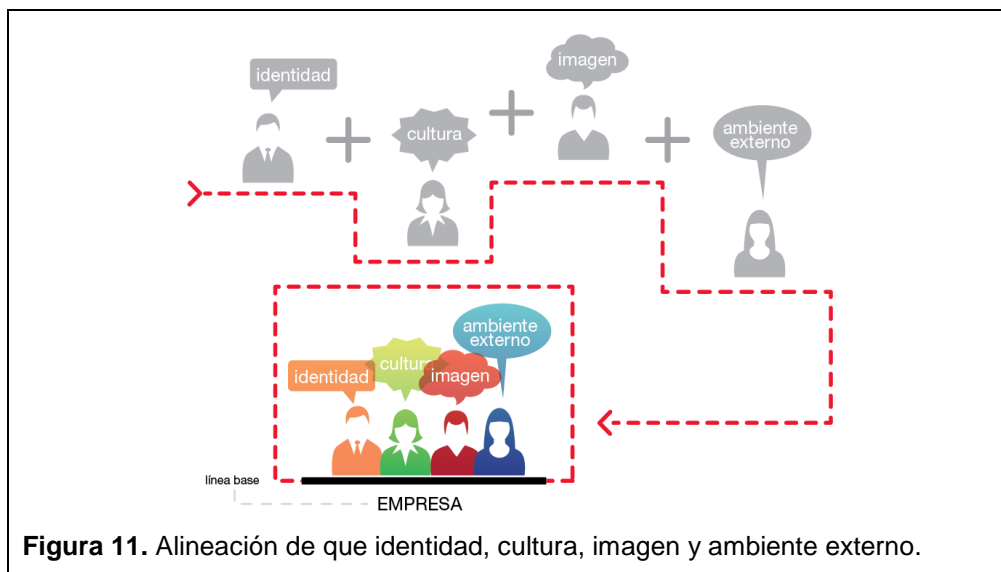 identidad
cultura
imagen
ambiente
externo
identidad
cultura
imagen
ambiente
externo
línea base
EMPRESA
Figura 11. Alineación de que identidad, cultura, imagen y ambiente externo.